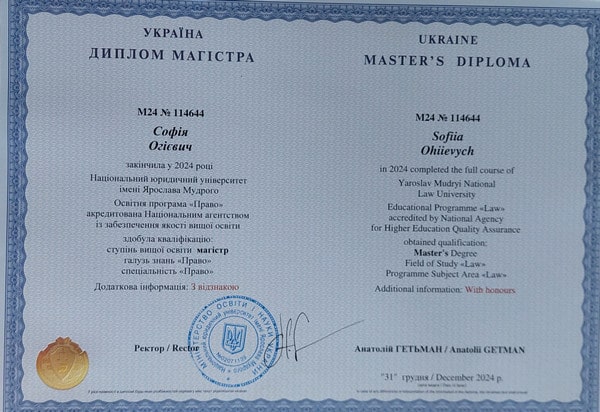 УКРАЇНА
ДИПЛОМ МАГІСТРА
М24 № 114644
Софія
Огієвич
закінчила у 2024 році
Національний юридичний університет
імені Ярослава Мудрого
Освітня програма «Право»
акредитована Національним агентством
із забезпечення якості вищої освіти
здобула кваліфікацію:
ступінь вищої освіти магістр
галузь знань «Право»
спеціальність «Право»
Додаткова інформація: З відзнакою
Ректор / Rector
UKRAINE
MASTER'S DIPLOMA
М24 № 114644
Sofiia
Ohiievych
in 2024 completed the full course of
Yaroslav Mudryi National
Law University
Educational Programme «Law»
accredited by National Agency
for Higher Education Quality Assurance
obtained qualification:
Master's Degree
Field of Study «Law»
Programme Subject Area «Law»
Additional information: With honours
Анатолій ГЕТЬМАН / Anatolii GETMAN
"31" грудня / December 2024 р.
МІНІСТЕРСТВО ОСВІТИ І НАУКИ УКРАЇНИ